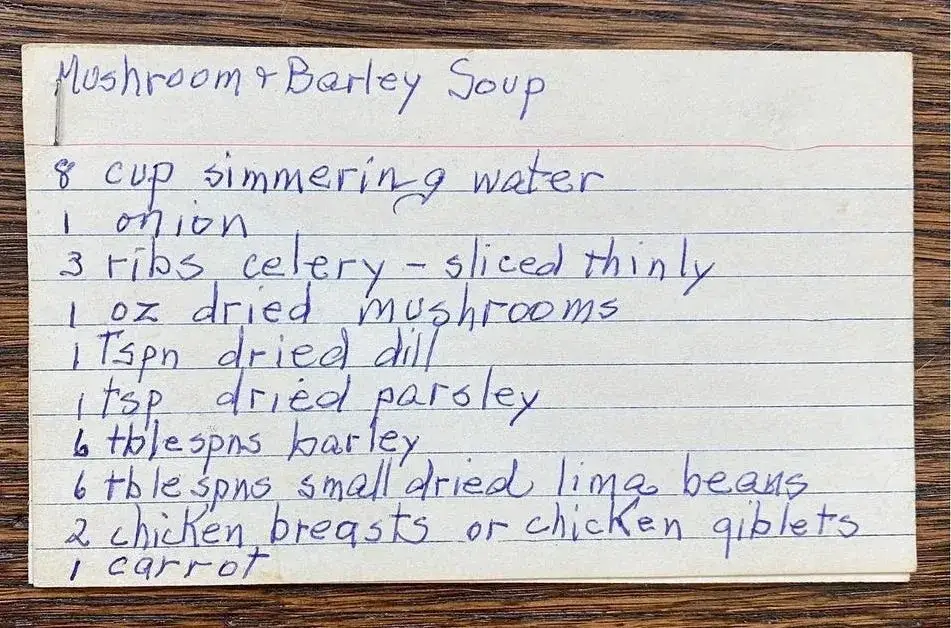 Mushroom & Barley Soup
8 cup simmering water
1 onion
3 ribs celery - sliced thinly
1 oz dried mushrooms
1 Tspn dried dill
1 tsp dried parsley
6 tblespns barley
6 tblespns small dried lima beans
2 chicken breasts or chicken giblets
1 carrot